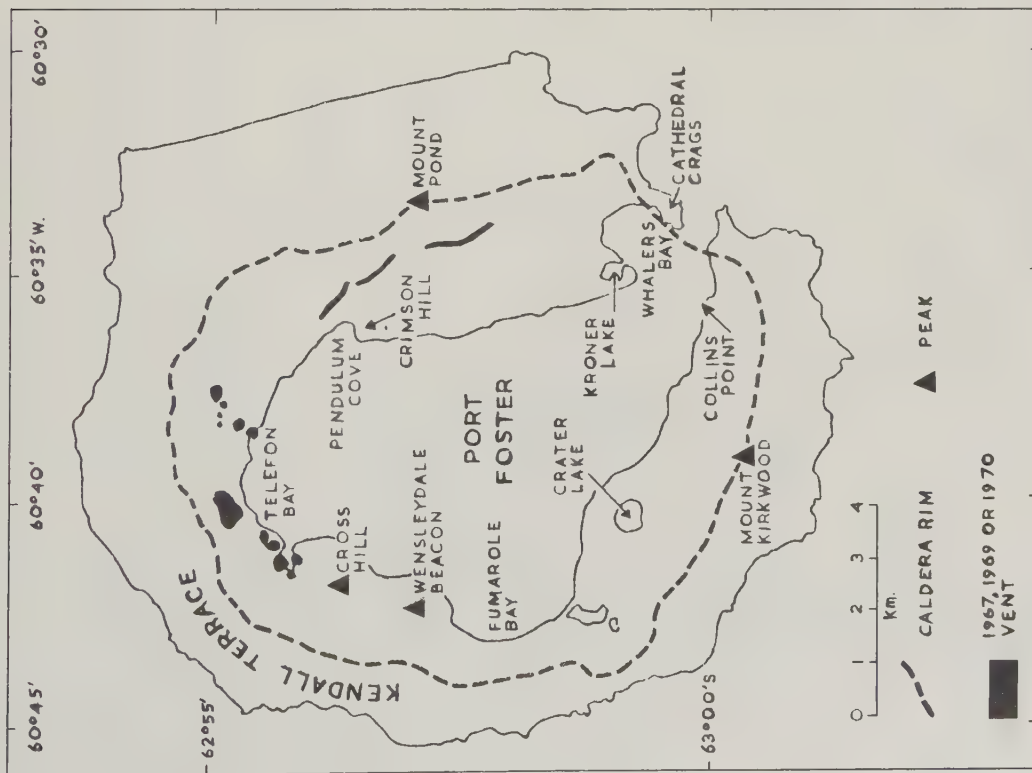 60°45'
60°40'
60°35' W.
60°30'
62°55'
63°00'S
KENDALL TERRACE
TELEFON
BAY
CROSS
HILL
WENSLEYDALE
BEACON
FUMAROLE
BAY
PENDULUM
COVE
CRIMSON HILL
MOUNT
POND
PORT
FOSTER
CRATER
LAKE
KRONER
LAKE
WHALERS
BAY
CATHEDRAL
CRAGS
COLLINS
POINT
MOUNT
KIRKWOOD
0 1 2 3 4
Km.
CALDERA RIM
PEAK
1967, 1969 OR 1970
VENT